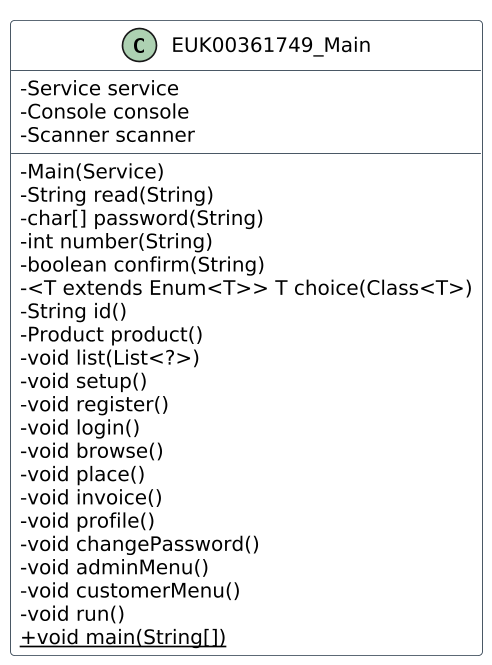 C EUK00361749_Main
-Service service
-Console console
-Scanner scanner
-Main(Service)
-String read(String)
-char[] password(String)
-int number(String)
-boolean confirm(String)
-<T extends Enum<T>> T choice(Class<T>)
-String id()
-Product product()
-void list(List<?>)
-void setup()
-void register()
-void login()
-void browse()
-void place()
-void invoice()
-void profile()
-void changePassword()
-void adminMenu()
-void customerMenu()
-void run()
+void main(String[])